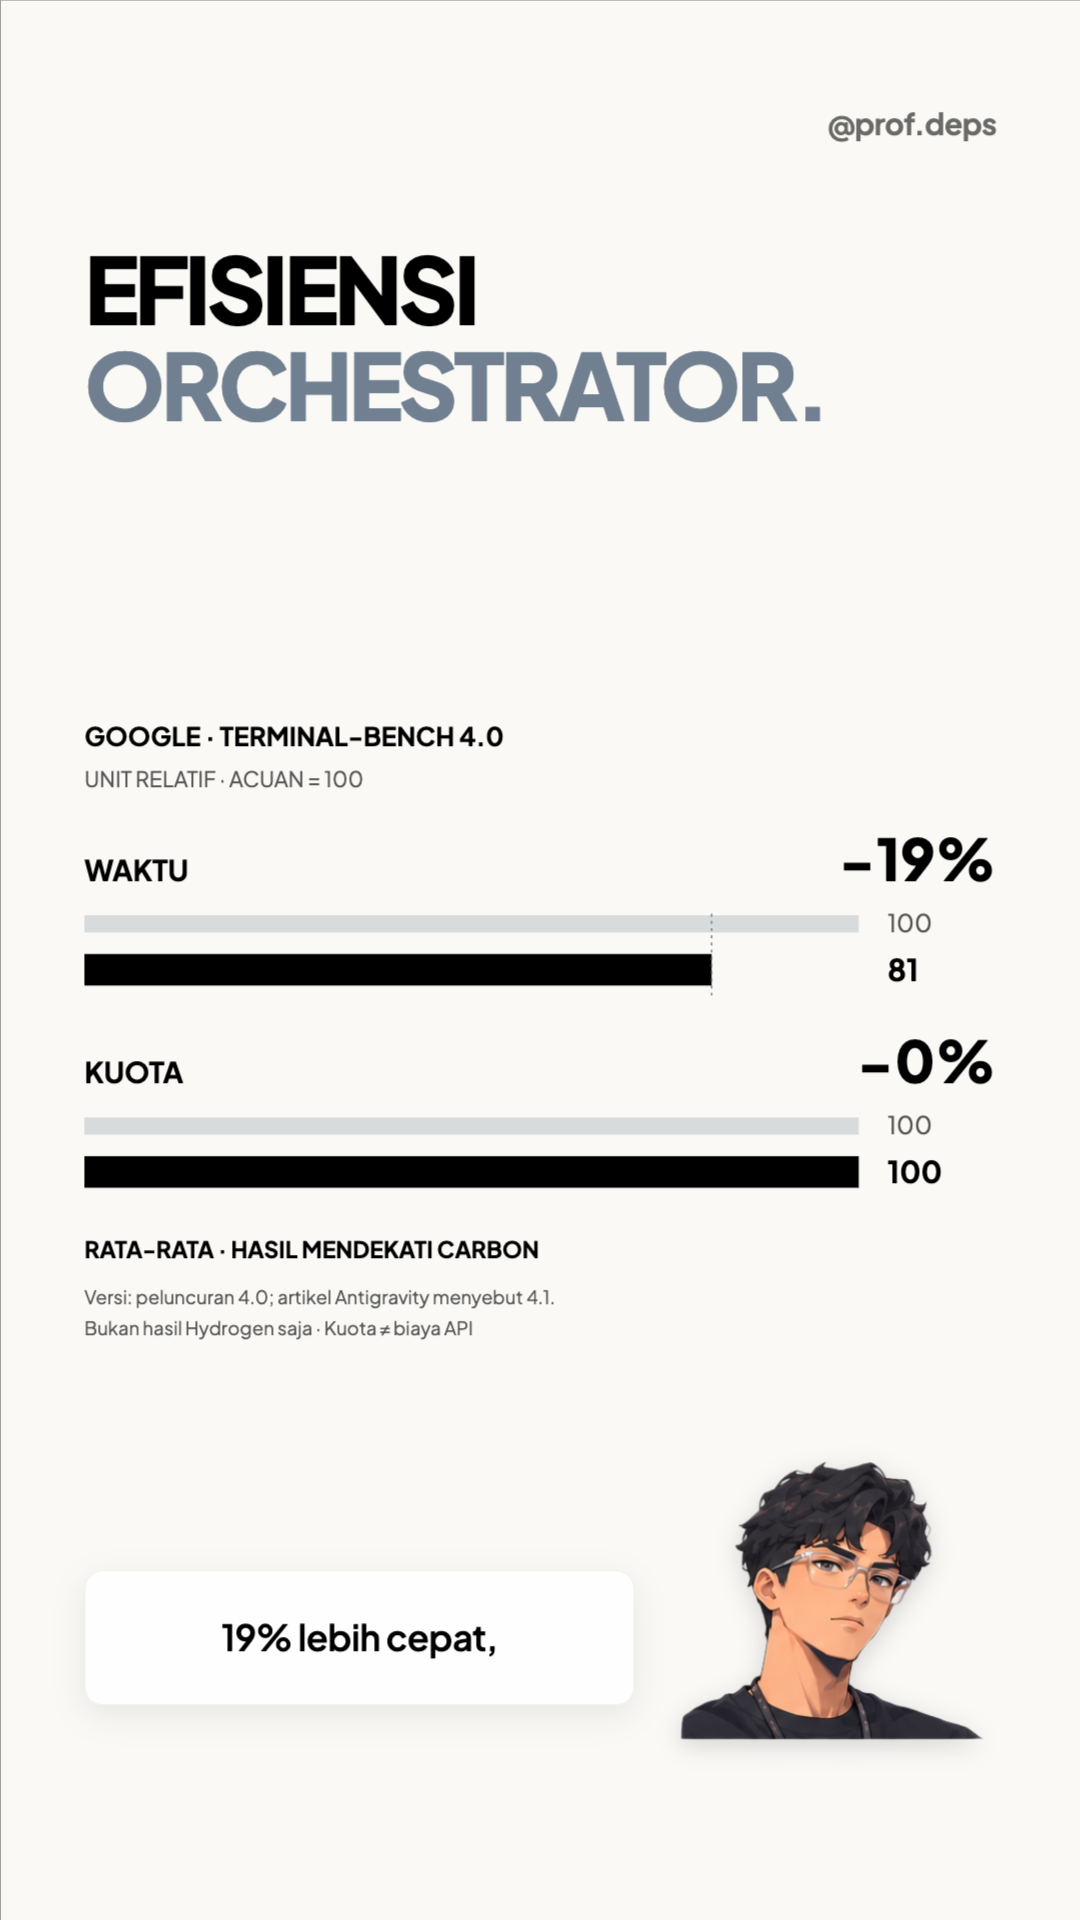 @prof.deps
EFISIENSI
ORCHESTRATOR.
GOOGLE · TERMINAL-BENCH 4.0
UNIT RELATIF · ACUAN = 100
WAKTU
-19%
100
81
KUOTA
-0%
100
100
RATA-RATA · HASIL MENDEKATI CARBON
Versi: peluncuran 4.0; artikel Antigravity menyebut 4.1.
Bukan hasil Hydrogen saja · Kuota ≠ biaya API
19% lebih cepat,